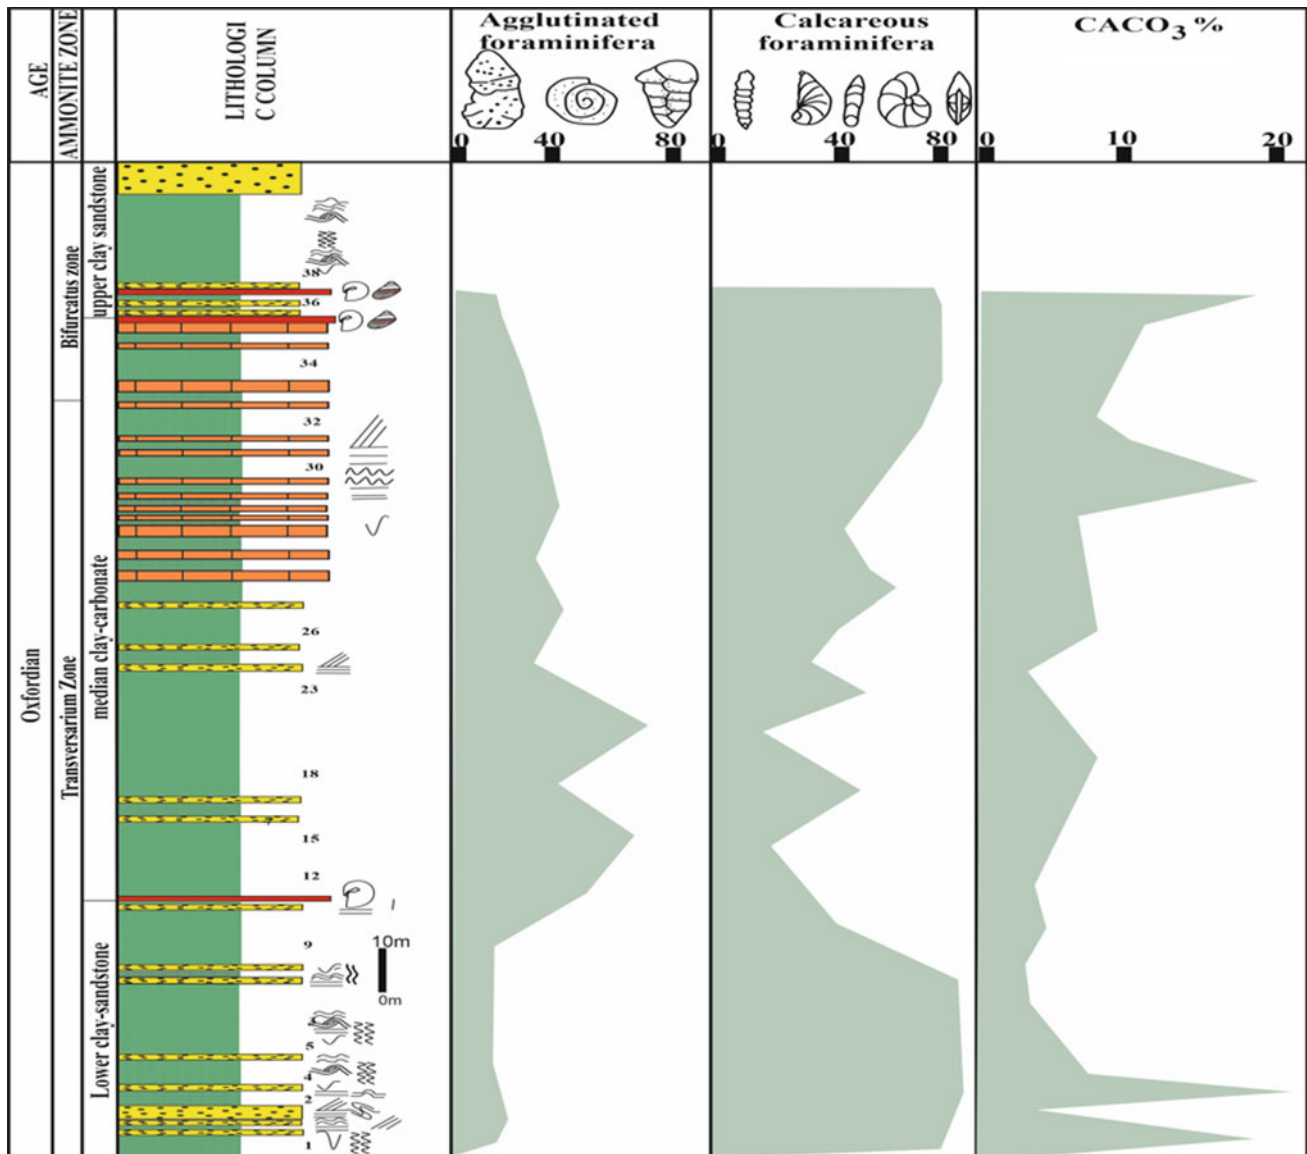 AGE
AMMONITE ZONE
LITHOLOGI
C COLUMN
Agglutinated
foraminifera
0 40 80
Calcareous
foraminifera
0 40 80
CACO3 %
0 10 20
Oxfordian
Bifurcatus zone
Transversarium Zone
upper clay sandstone
median clay-carbonate
Lower clay-sandstone
38
36
34
32
30
26
23
18
7
15
12
9
10m
0m
5
4
2
1